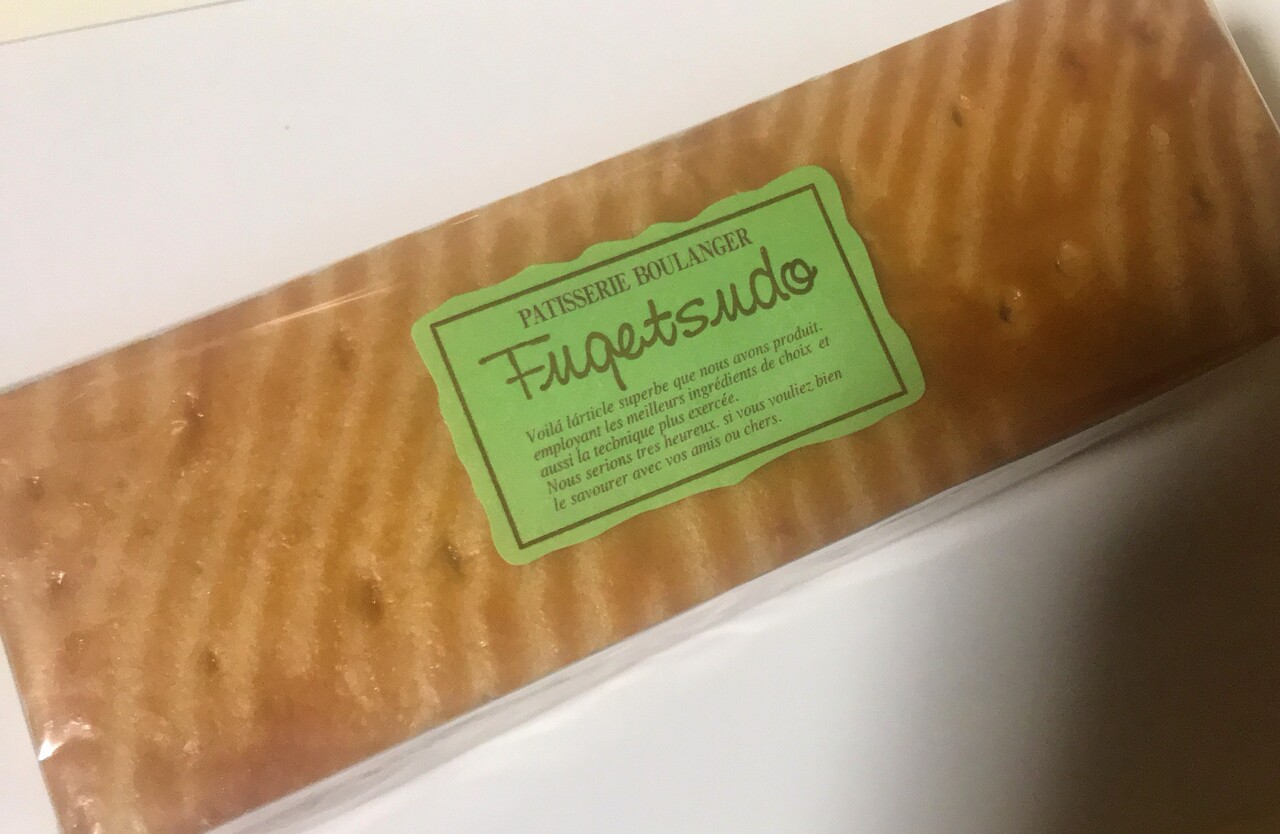 PATISSERIE BOULANGER
Fugetsudo
Voilá lárticle superbe que nous avons produit.
employant les meilleurs ingrédients de choix et
aussi la technique plus exercée.
Nous serions tres heureux. si vous vouliez bien
le savourer avec vos amis ou chers.